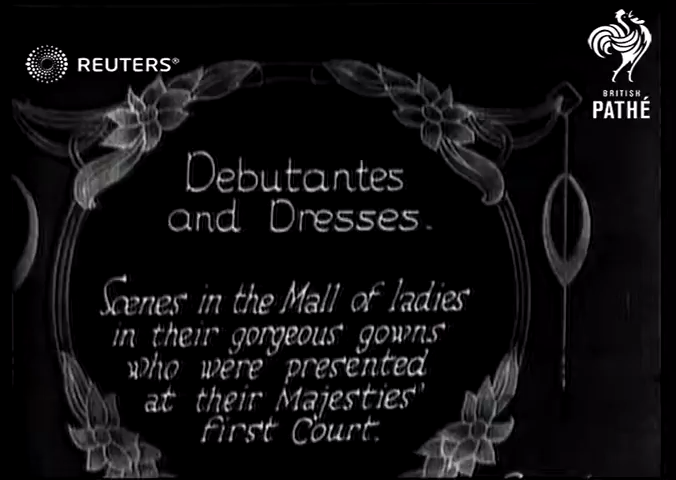 REUTERS®
BRITISH
PATHÉ
Debutantes
and Dresses.
Scenes in the Mall of ladies
in their gorgeous gowns
who were presented
at their Majesties'
First Court.